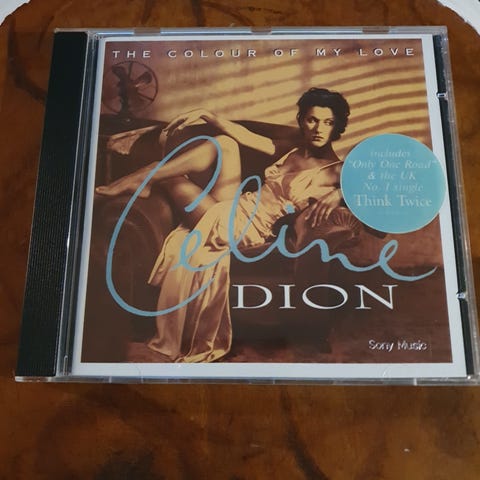 THE COLOUR OF MY LOVE
includes
"Only One Road"
& the UK
No. 1 single
Think Twice
Celine
DION
Sony Music